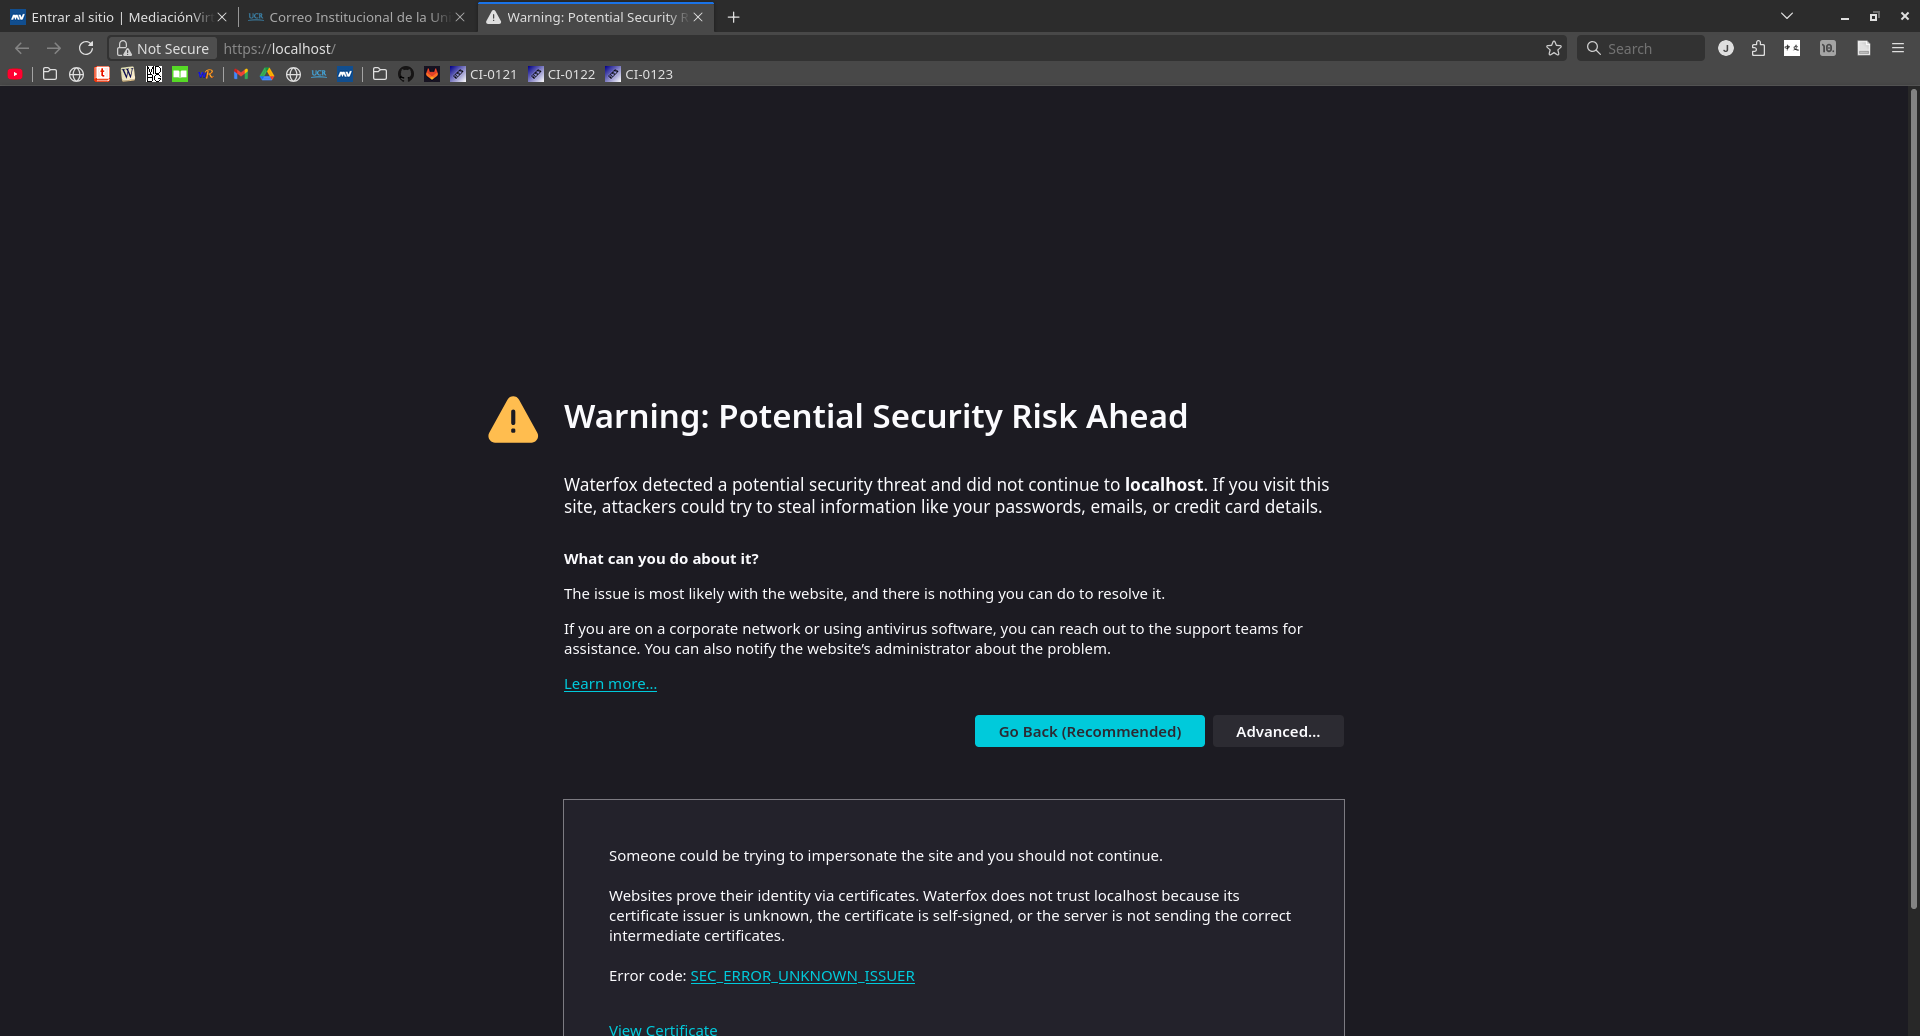 Entrar al sitio | MediaciónVir
Correo Institucional de la Un
Warning: Potential Security R
Not Secure
https://localhost/
Search
CI-0121
CI-0122
CI-0123
Warning: Potential Security Risk Ahead
Waterfox detected a potential security threat and did not continue to localhost. If you visit this
site, attackers could try to steal information like your passwords, emails, or credit card details.
What can you do about it?
The issue is most likely with the website, and there is nothing you can do to resolve it.
If you are on a corporate network or using antivirus software, you can reach out to the support teams for
assistance. You can also notify the website’s administrator about the problem.
Learn more…
Go Back (Recommended)
Advanced…
Someone could be trying to impersonate the site and you should not continue.
Websites prove their identity via certificates. Waterfox does not trust localhost because its
certificate issuer is unknown, the certificate is self-signed, or the server is not sending the correct
intermediate certificates.
Error code: SEC_ERROR_UNKNOWN_ISSUER
View Certificate